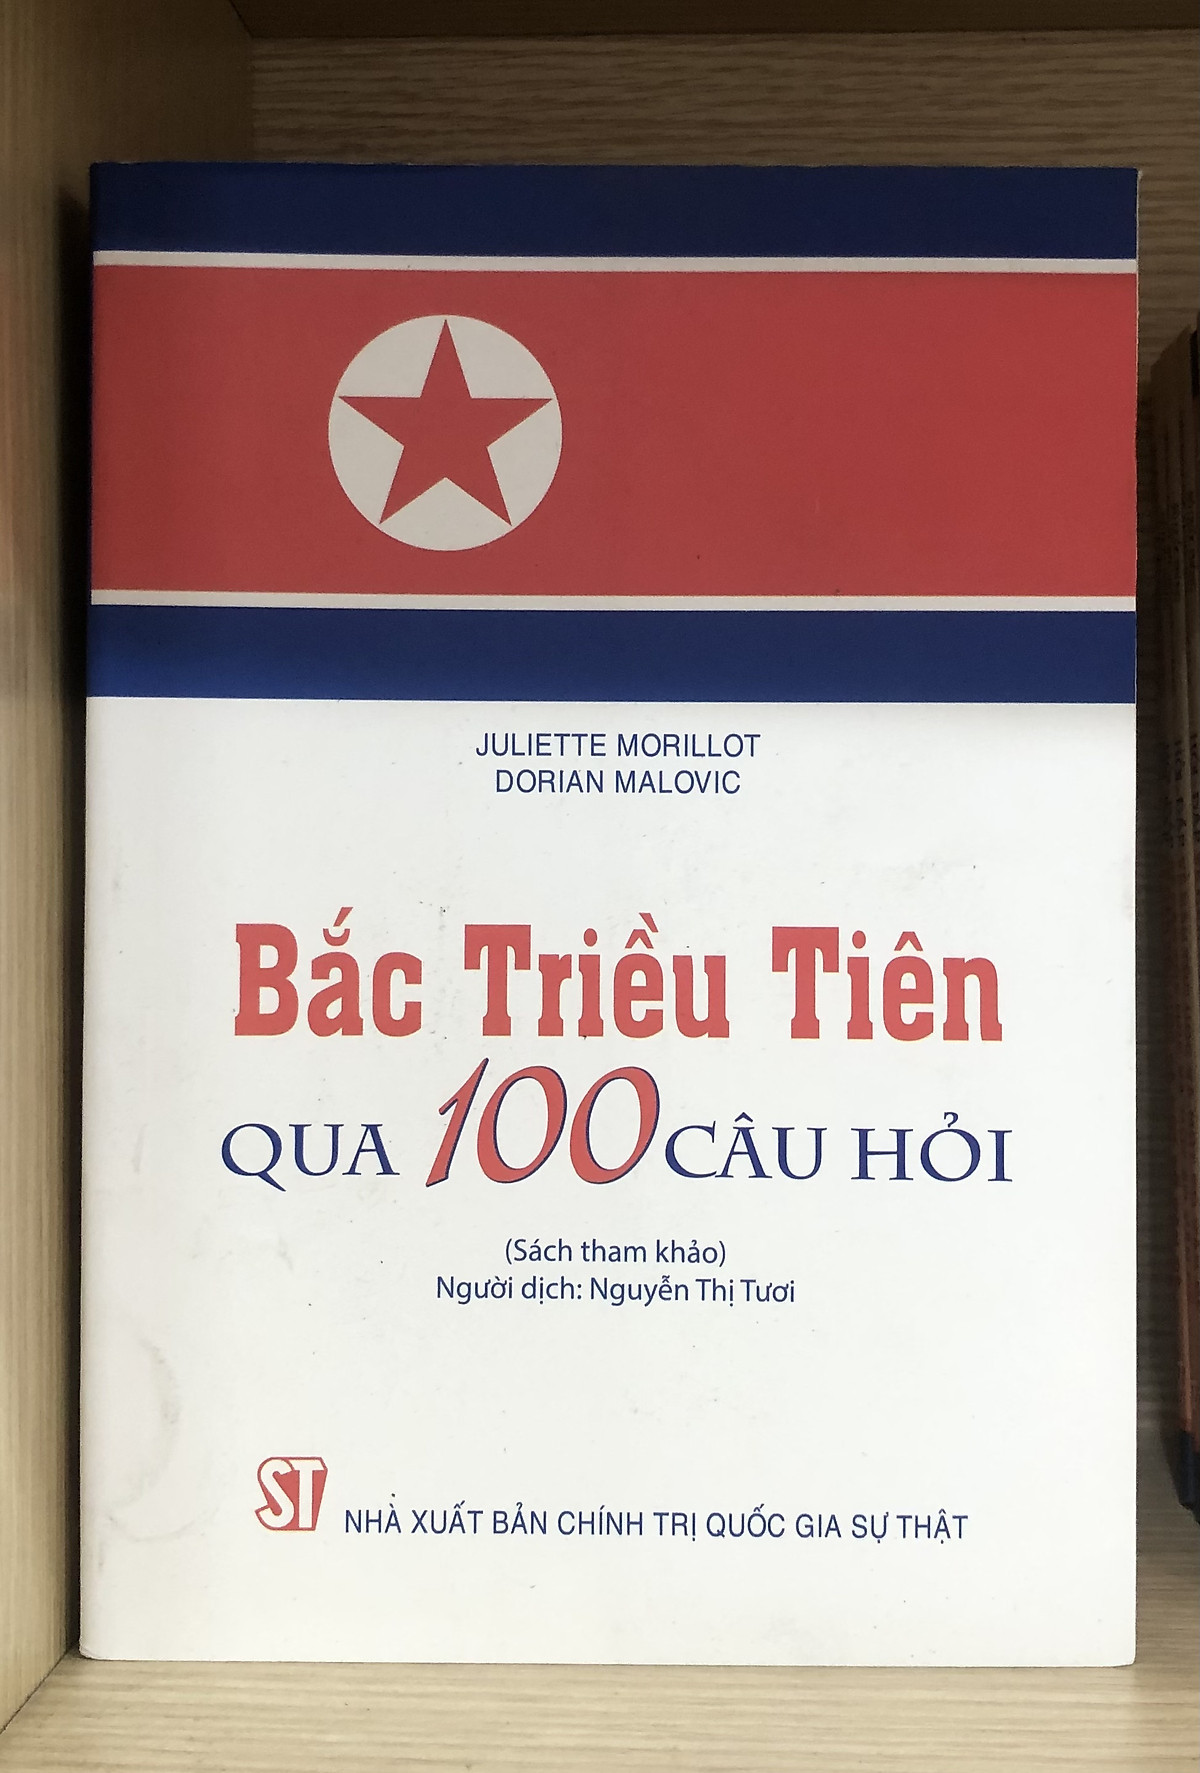 JULIETTE MORILLOT
DORIAN MALOVIC
Bắc Triều Tiên
QUA 100 CÂU HỎI
(Sách tham khảo)
Người dịch: Nguyễn Thị Tươi
ST
NHÀ XUẤT BẢN CHÍNH TRỊ QUỐC GIA SỰ THẬT